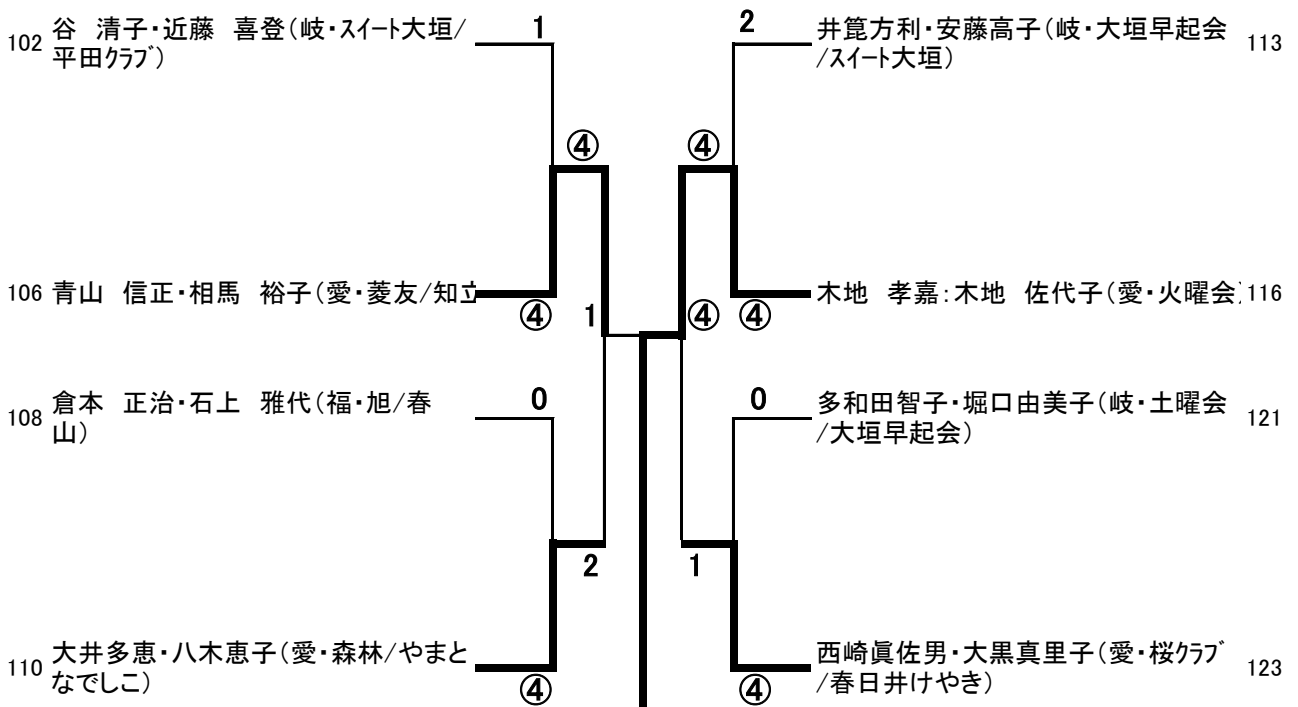 102 谷 清子・近藤 喜登(岐・スイート大垣/
平田ｸﾗﾌﾞ)
1
2
井箆方利・安藤高子(岐・大垣早起会
/スイート大垣)
113
④
④
106 青山 信正・相馬 裕子(愛・菱友/知立
④
1
④
④
木地 孝嘉：木地 佐代子(愛・火曜会)
116
108 倉本 正治・石上 雅代(福・旭/春
山)
0
0
多和田智子・堀口由美子(岐・土曜会
/大垣早起会)
121
2
1
110 大井多恵・八木恵子(愛・森林/やまと
なでしこ)
④
④
西崎眞佐男・大黒真里子(愛・桜ｸﾗﾌﾞ
/春日井けやき)
123